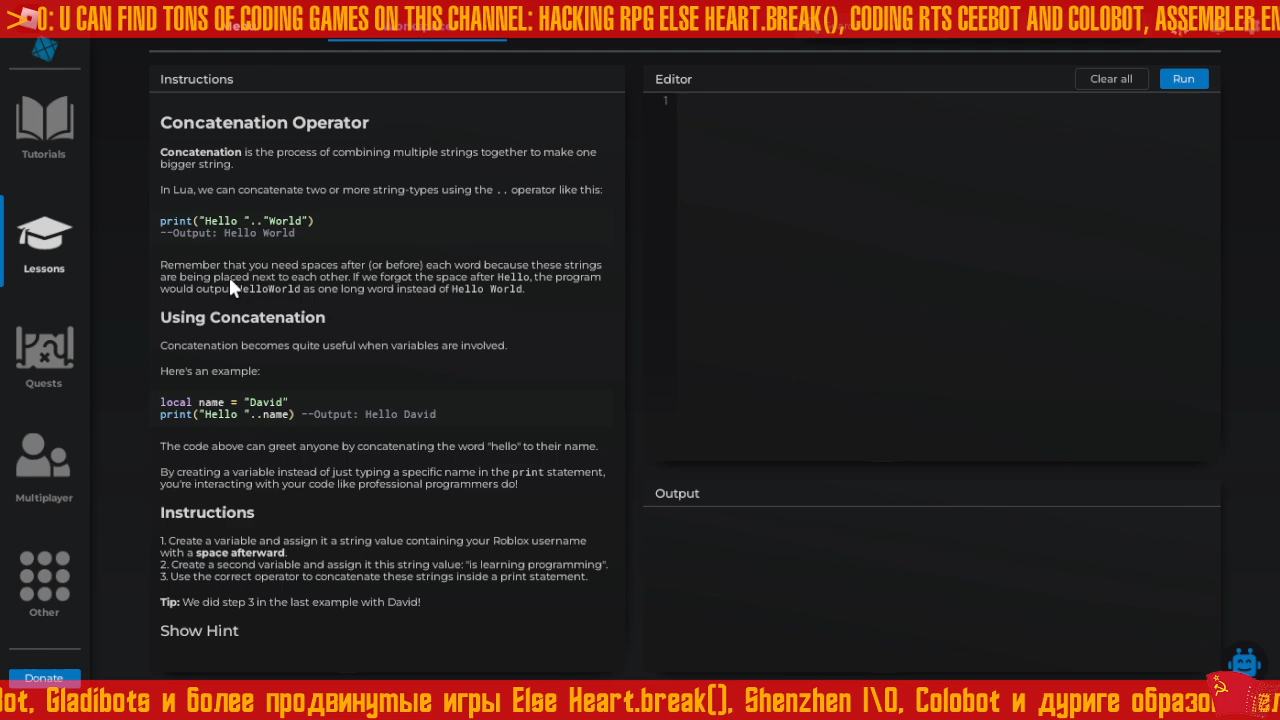 O: U CAN FIND TONS OF CODING GAMES ON THIS CHANNEL: HACKING RPG ELSE HEART.BREAK(), CODING RTS CEEBOT AND COLOBOT, ASSEMBLER EN
Instructions
Concatenation Operator
Concatenation is the process of combining multiple strings together to make one
bigger string.
In Lua, we can concatenate two or more string-types using the .. operator like this:
print("Hello ".."World")
--Output: Hello World
Remember that you need spaces after (or before) each word because these strings
are being placed next to each other. If we forgot the space after Hello, the program
would output HelloWorld as one long word instead of Hello World.
Using Concatenation
Concatenation becomes quite useful when variables are involved.
Here's an example:
local name = "David"
print("Hello "..name) --Output: Hello David
The code above can greet anyone by concatenating the word "hello" to their name.
By creating a variable instead of just typing a specific name in the print statement,
you're interacting with your code like professional programmers do!
Instructions
1. Create a variable and assign it a string value containing your Roblox username
with a space afterward.
2. Create a second variable and assign it this string value: "is learning programming".
3. Use the correct operator to concatenate these strings inside a print statement.
Tip: We did step 3 in the last example with David!
Show Hint
Editor
Clear all
Run
1
Output
Tutorials
Lessons
Quests
Multiplayer
Other
Donate
Bot, Gladibots и более продвинутые игры Else Heart.break(), Shenzhen I\O, Colobot и дуриге образо